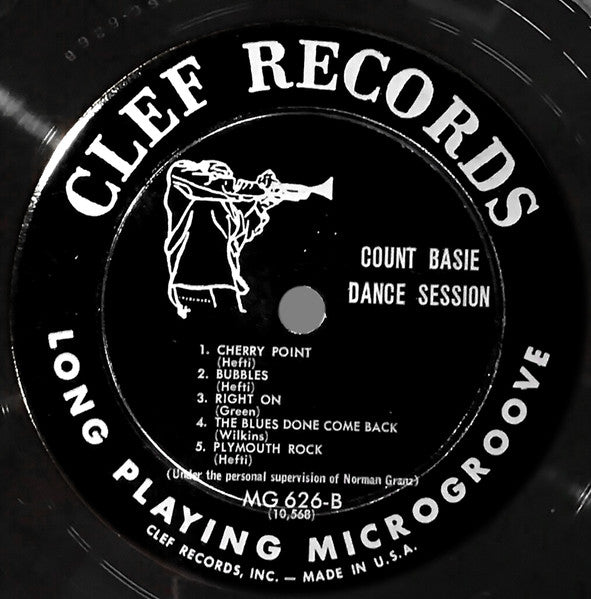 CLEF RECORDS
COUNT BASIE
DANCE SESSION
1. CHERRY POINT
(Hefti)
2. BUBBLES
(Hefti)
3. RIGHT ON
(Green)
4. THE BLUES DONE COME BACK
(Wilkins)
5. PLYMOUTH ROCK
(Hefti)
(Under the personal supervision of Norman Granz)
MG 626-B
(10,568)
LONG PLAYING MICROGROOVE
CLEF RECORDS, INC. — MADE IN U.S.A.